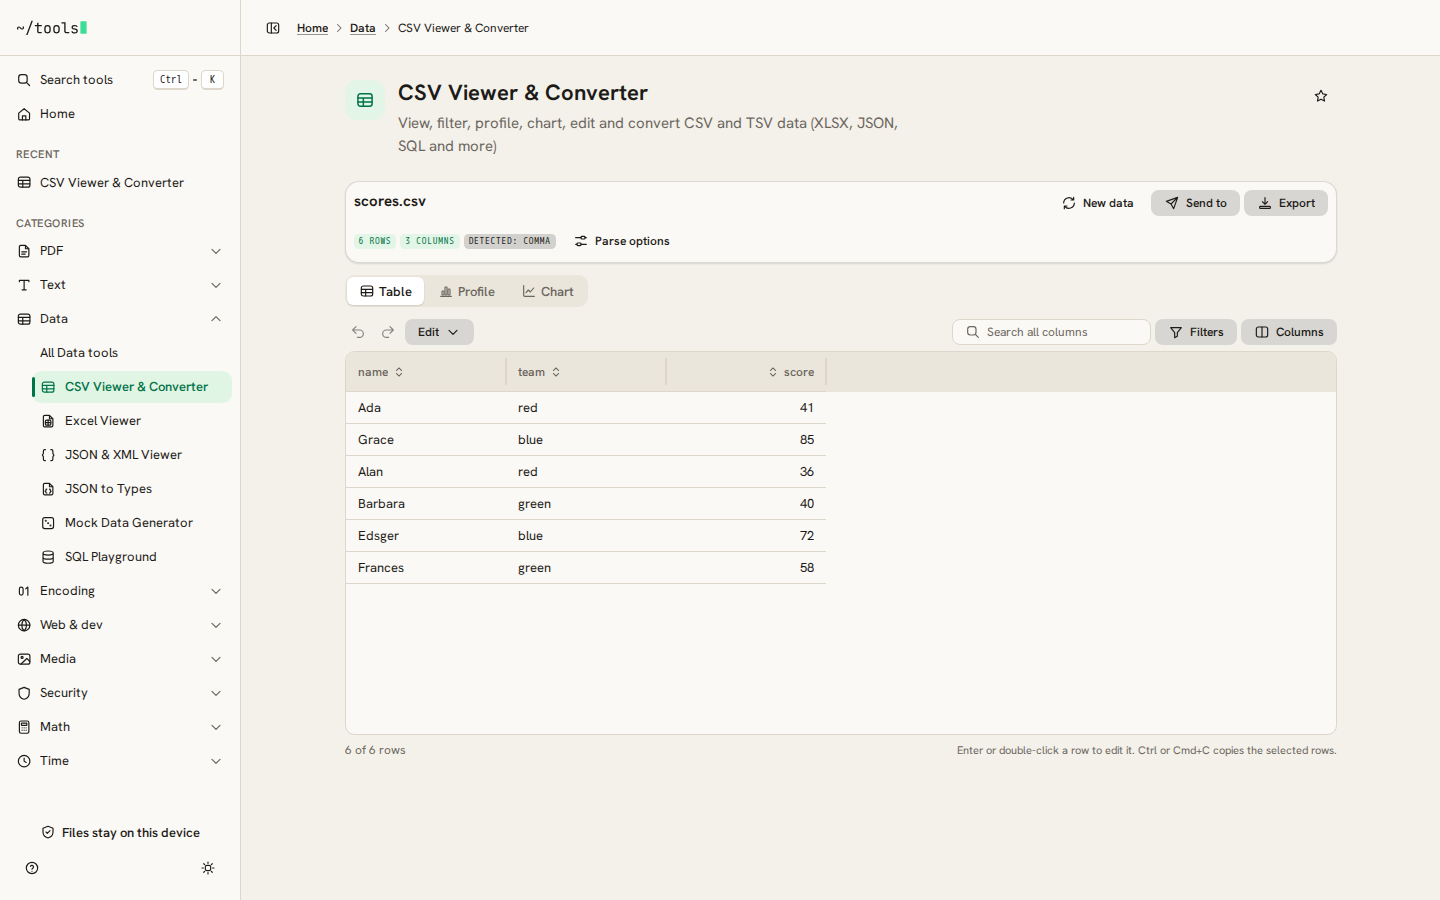 ~/tools
Home
Data
CSV Viewer & Converter
Search tools
Ctrl - K
Home
RECENT
CSV Viewer & Converter
CATEGORIES
PDF
Text
Data
All Data tools
CSV Viewer & Converter
Excel Viewer
JSON & XML Viewer
JSON to Types
Mock Data Generator
SQL Playground
Encoding
Web & dev
Media
Security
Math
Time
Files stay on this device
CSV Viewer & Converter
View, filter, profile, chart, edit and convert CSV and TSV data (XLSX, JSON,
SQL and more)
scores.csv
New data
Send to
Export
6 ROWS
3 COLUMNS
DETECTED: COMMA
Parse options
Table
Profile
Chart
Edit
Search all columns
Filters
Columns
name team score
Ada red 41
Grace blue 85
Alan red 36
Barbara green 40
Edsger blue 72
Frances green 58
6 of 6 rows
Enter or double-click a row to edit it. Ctrl or Cmd+C copies the selected rows.